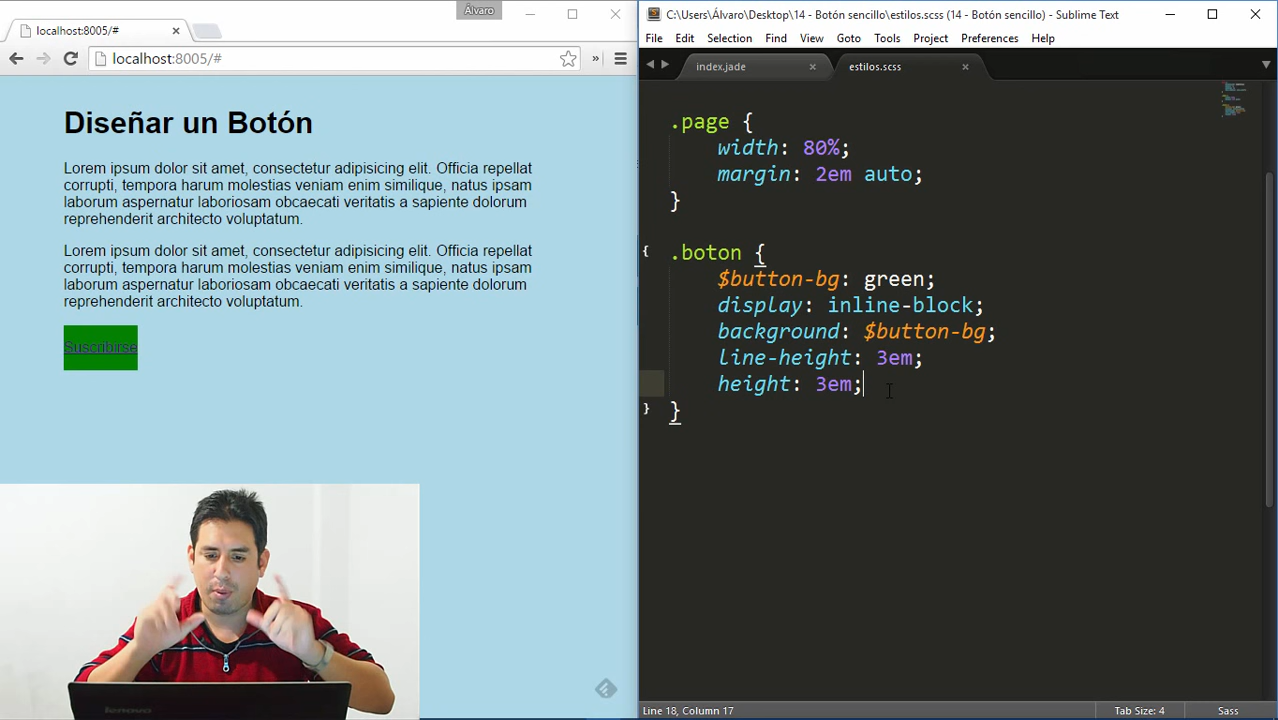 Álvaro
localhost:8005/#
localhost:8005/#
Diseñar un Botón
Lorem ipsum dolor sit amet, consectetur adipisicing elit. Officia repellat
corrupti, tempora harum molestias veniam enim similique, natus ipsam
laborum aspernatur laboriosam obcaecati veritatis a sapiente dolorum
reprehenderit architecto voluptatum.
Lorem ipsum dolor sit amet, consectetur adipisicing elit. Officia repellat
corrupti, tempora harum molestias veniam enim similique, natus ipsam
laborum aspernatur laboriosam obcaecati veritatis a sapiente dolorum
reprehenderit architecto voluptatum.
Suscribirse
lenovo
C:\Users\Álvaro\Desktop\14 - Botón sencillo\estilos.scss (14 - Botón sencillo) - Sublime Text
File Edit Selection Find View Goto Tools Project Preferences Help
index.jade estilos.scss
.page {
width: 80%;
margin: 2em auto;
}
.boton {
$button-bg: green;
display: inline-block;
background: $button-bg;
line-height: 3em;
height: 3em;
}
Line 18, Column 17 Tab Size: 4 Sass